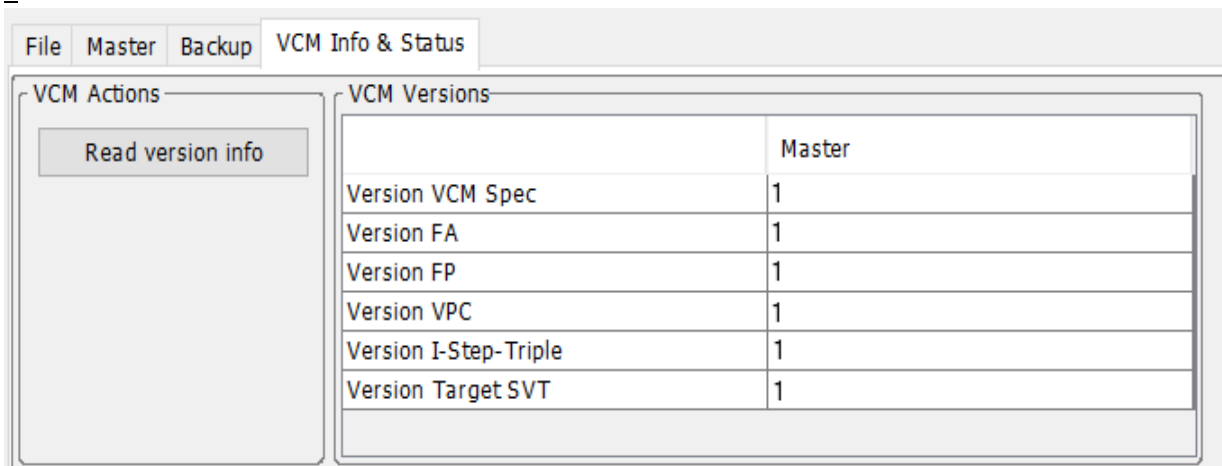 File Master Backup VCM Info & Status
VCM Actions
Read version info
VCM Versions
Master
Version VCM Spec 1
Version FA 1
Version FP 1
Version VPC 1
Version I-Step-Triple 1
Version Target SVT 1